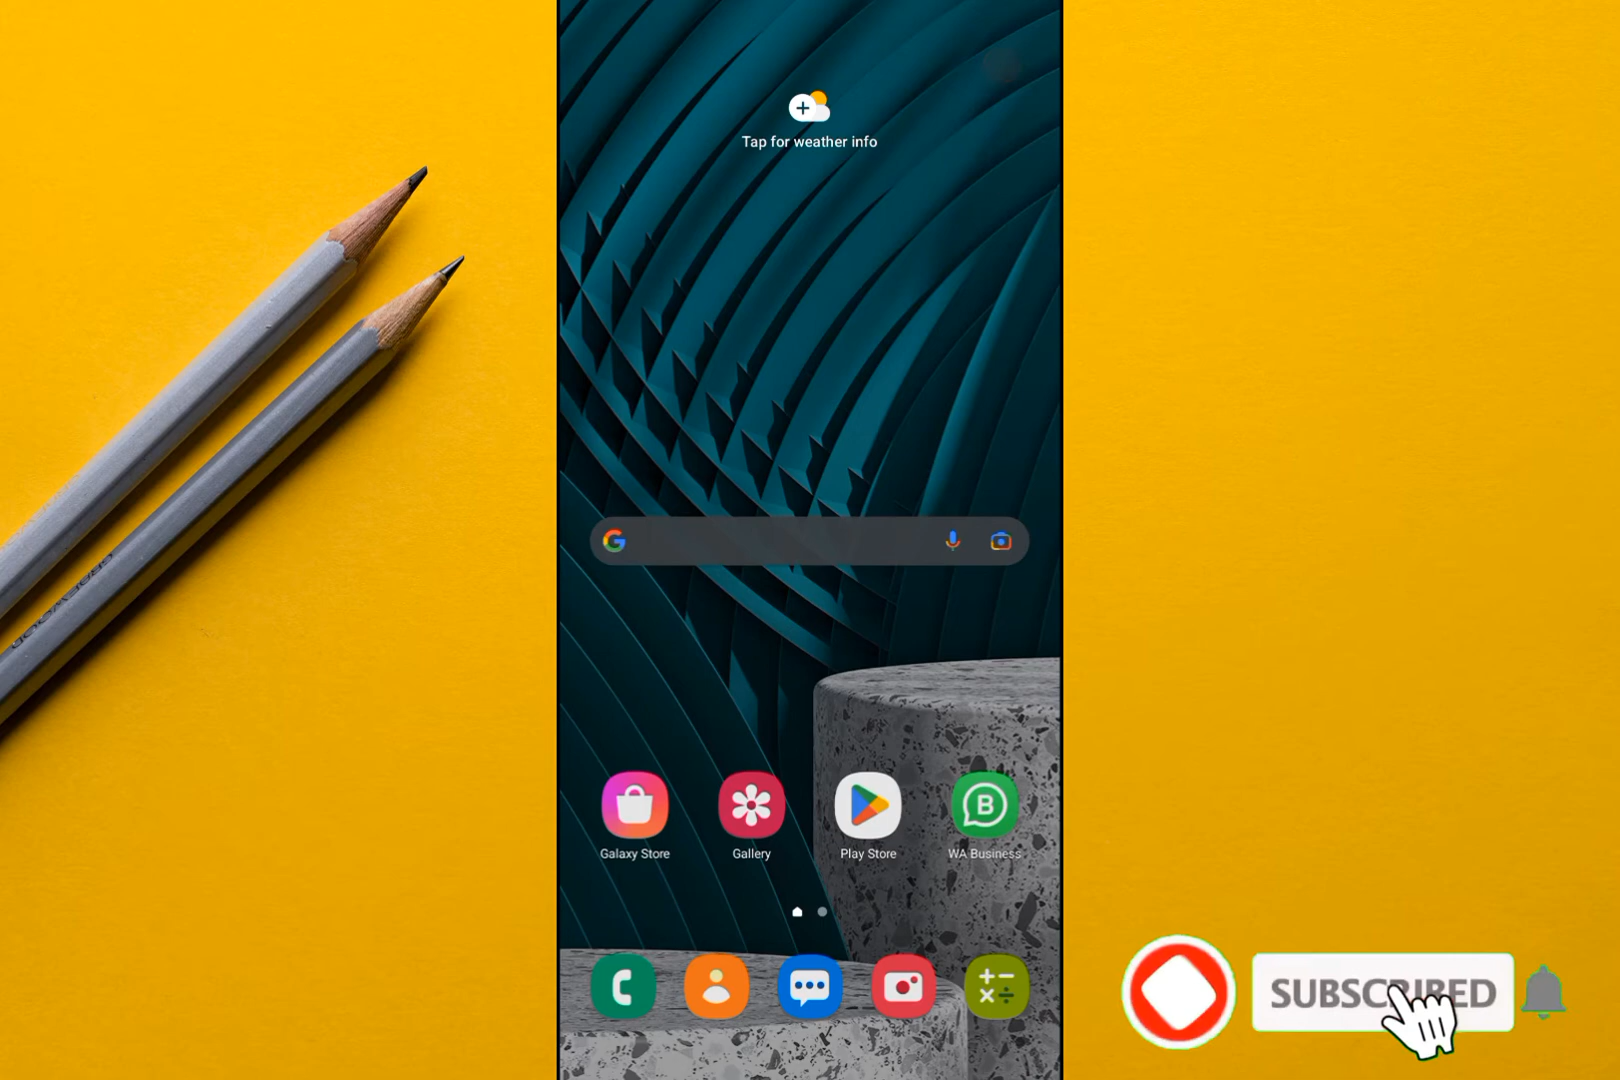 Tap for weather info
Galaxy Store
Gallery
Play Store
WA Business
SUBSCRIBED